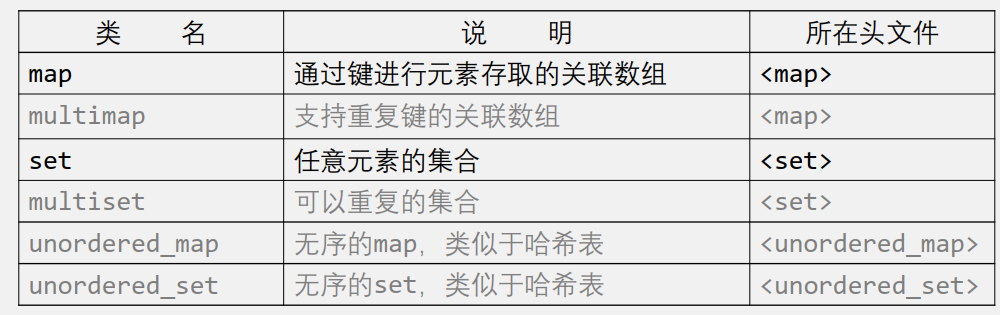 类 名 说 明 所在头文件
map 通过键进行元素存取的关联数组 <map>
multimap 支持重复键的关联数组 <map>
set 任意元素的集合 <set>
multiset 可以重复的集合 <set>
unordered_map 无序的map，类似于哈希表 <unordered_map>
unordered_set 无序的set，类似于哈希表 <unordered_set>